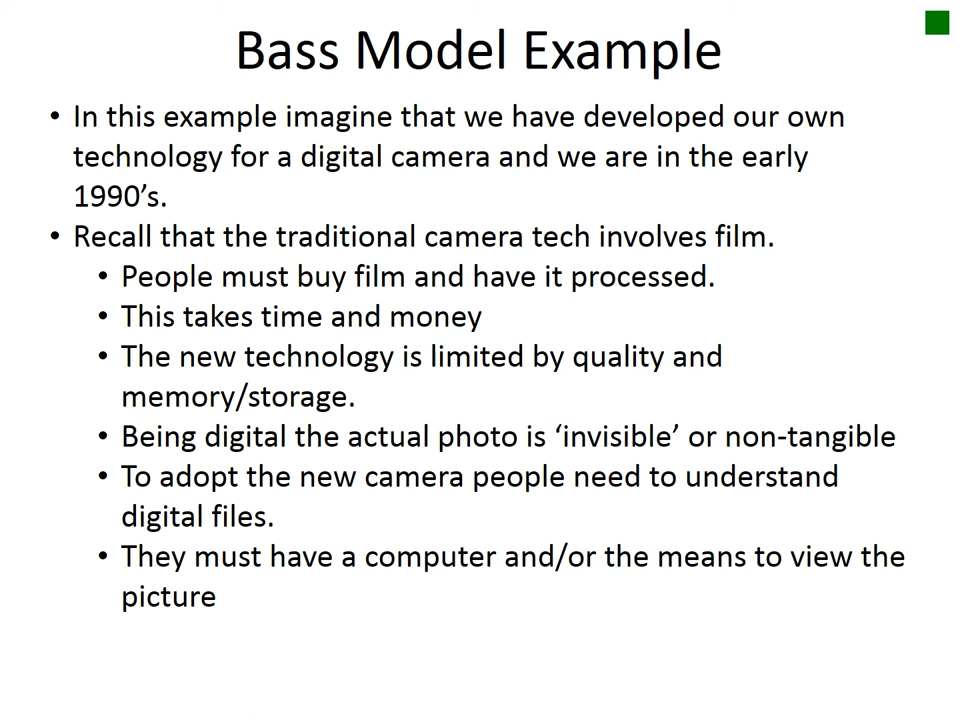 Bass Model Example
• In this example imagine that we have developed our own
technology for a digital camera and we are in the early
1990’s.
• Recall that the traditional camera tech involves film.
• People must buy film and have it processed.
• This takes time and money
• The new technology is limited by quality and
memory/storage.
• Being digital the actual photo is ‘invisible’ or non-tangible
• To adopt the new camera people need to understand
digital files.
• They must have a computer and/or the means to view the
picture